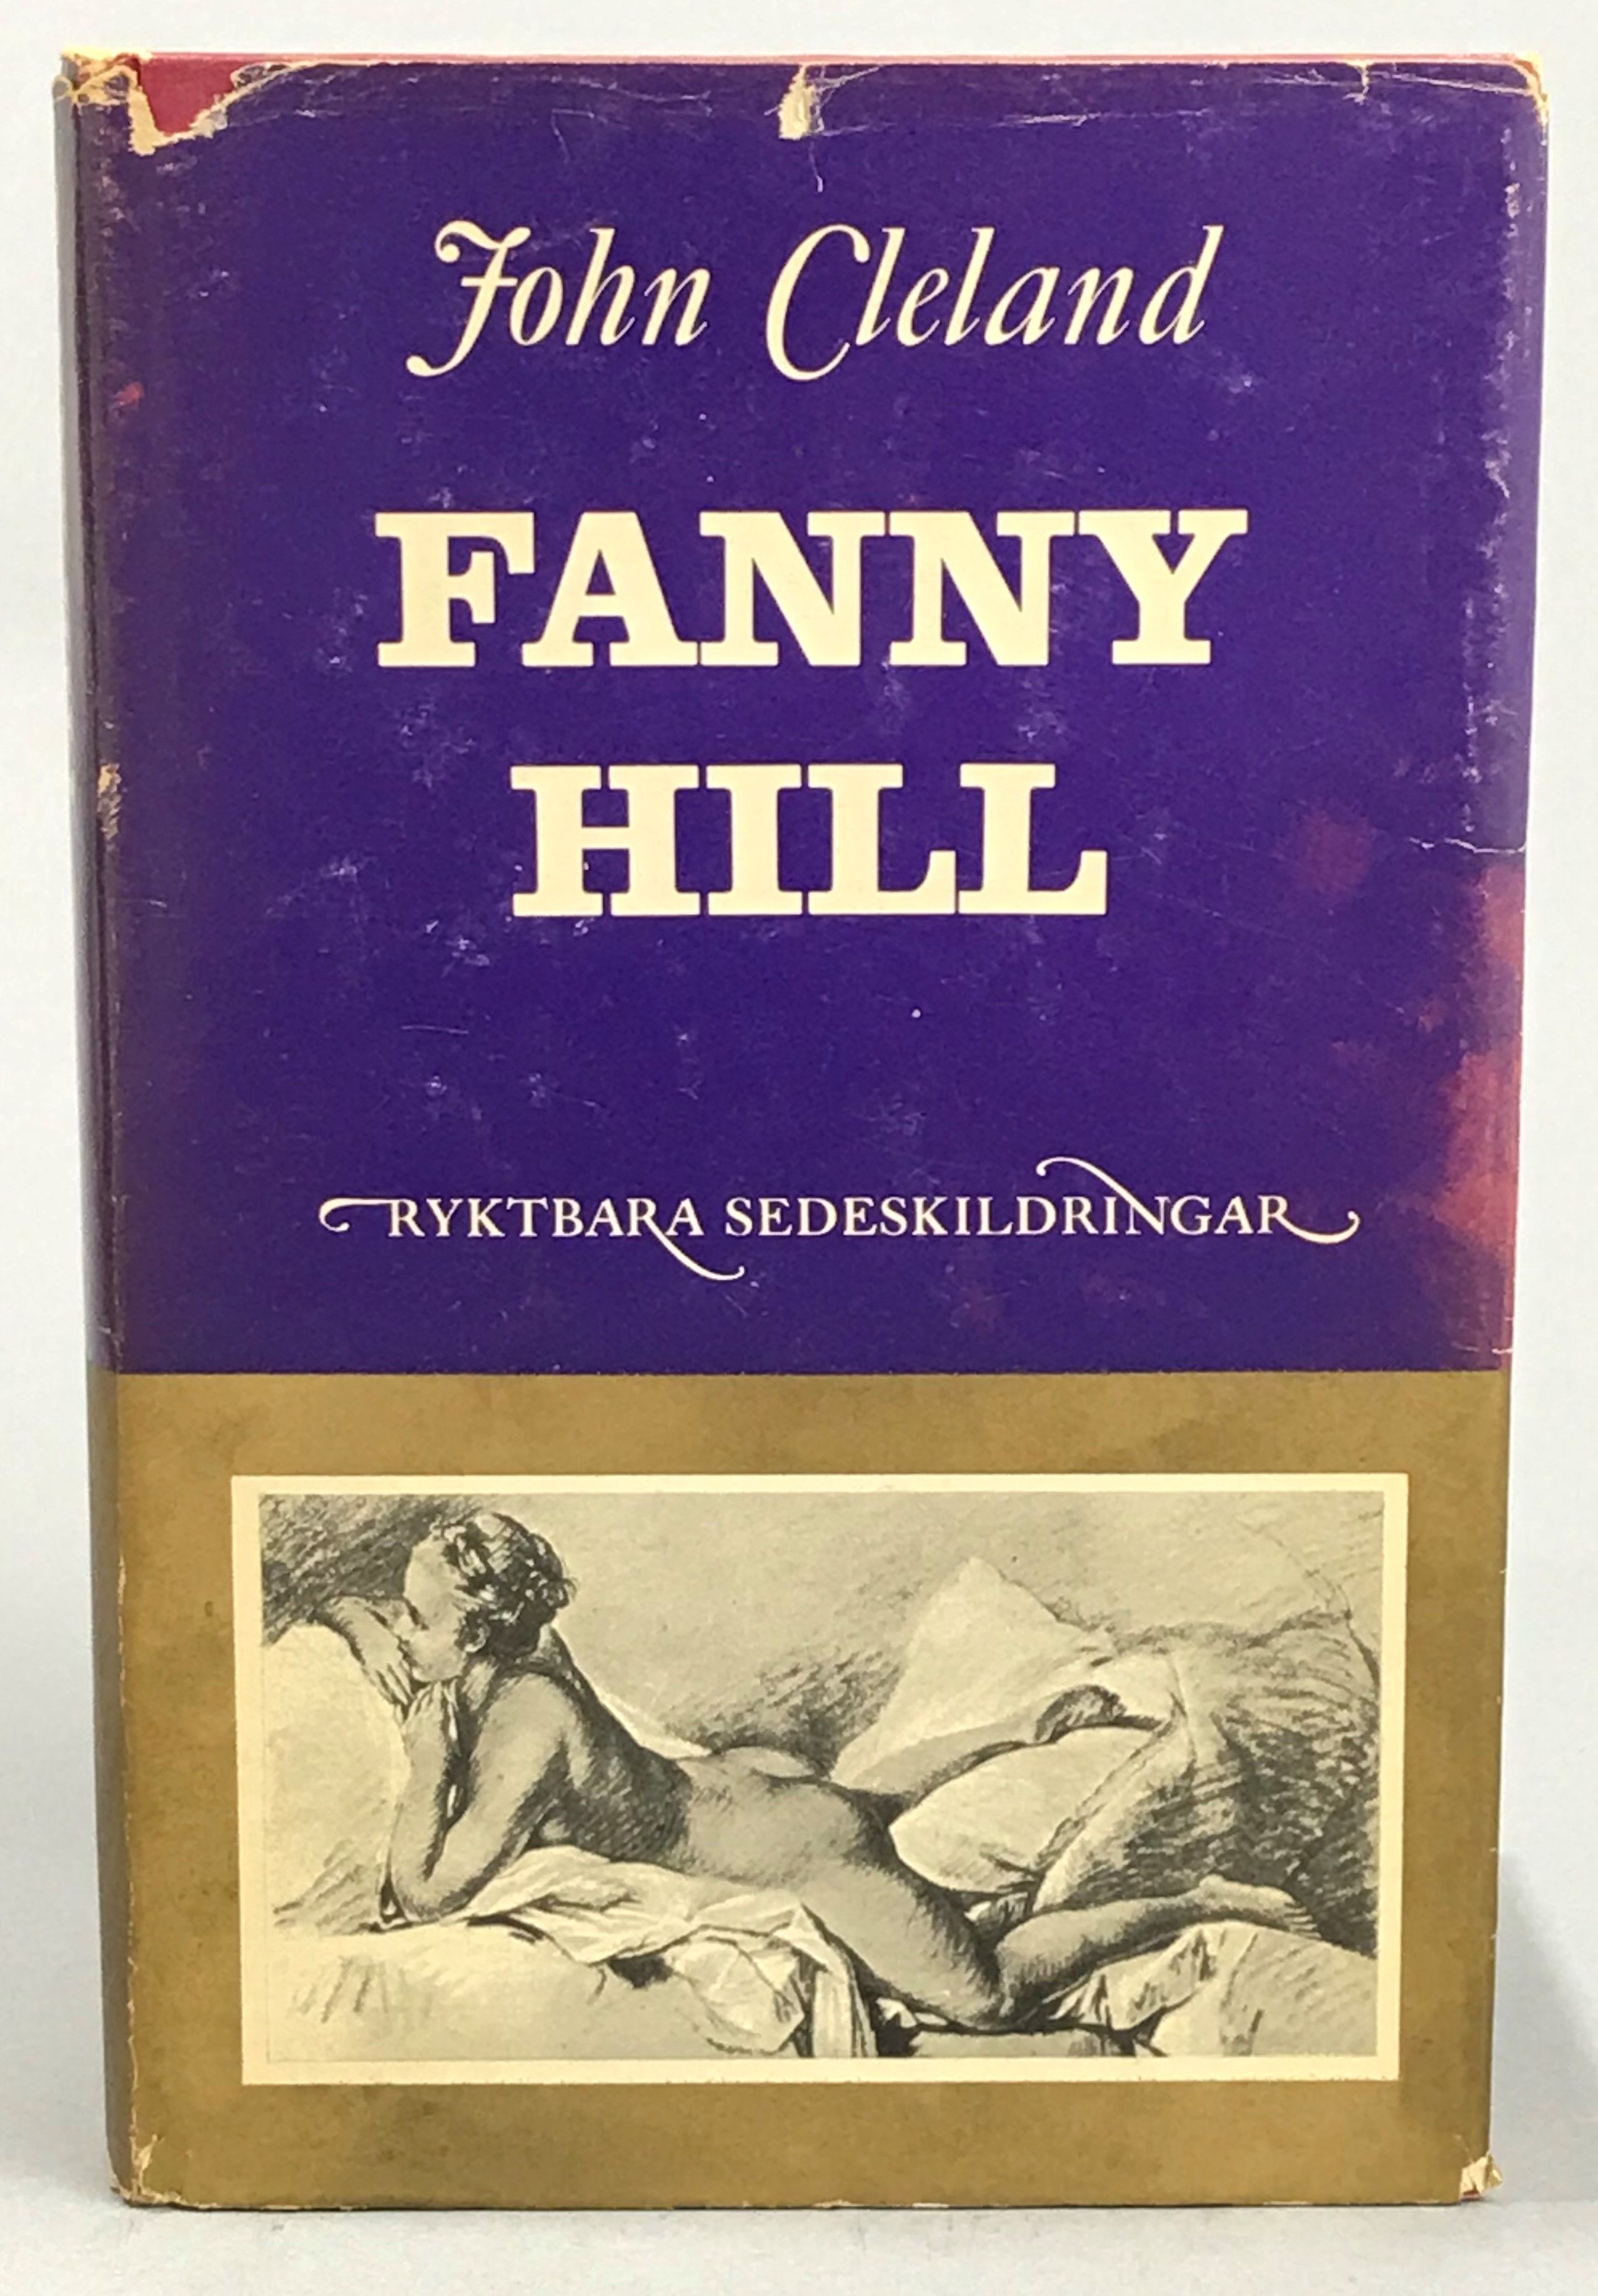 John Cleland
FANNY
HILL
RYKTBARA SEDESKILDRINGAR